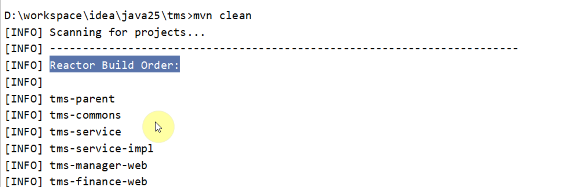 D:\workspace\idea\java25\tms>mvn clean
[INFO] Scanning for projects...
[INFO] ------------------------------------------------------------------------
[INFO] Reactor Build Order:
[INFO]
[INFO] tms-parent
[INFO] tms-commons
[INFO] tms-service
[INFO] tms-service-impl
[INFO] tms-manager-web
[INFO] tms-finance-web